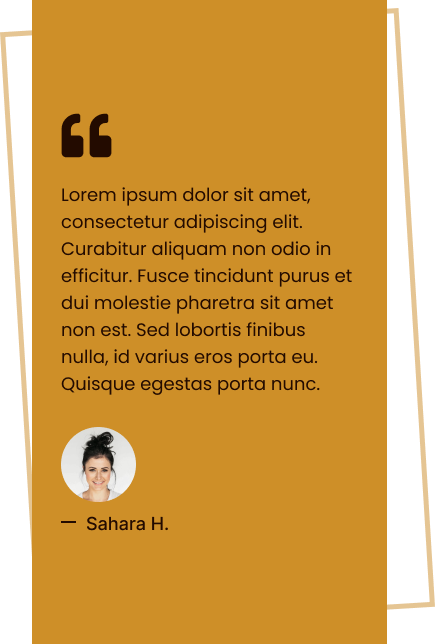 ❝
Lorem ipsum dolor sit amet,
consectetur adipiscing elit.
Curabitur aliquam non odio in
efficitur. Fusce tincidunt purus et
dui molestie pharetra sit amet
non est. Sed lobortis finibus
nulla, id varius eros porta eu.
Quisque egestas porta nunc.
— Sahara H.